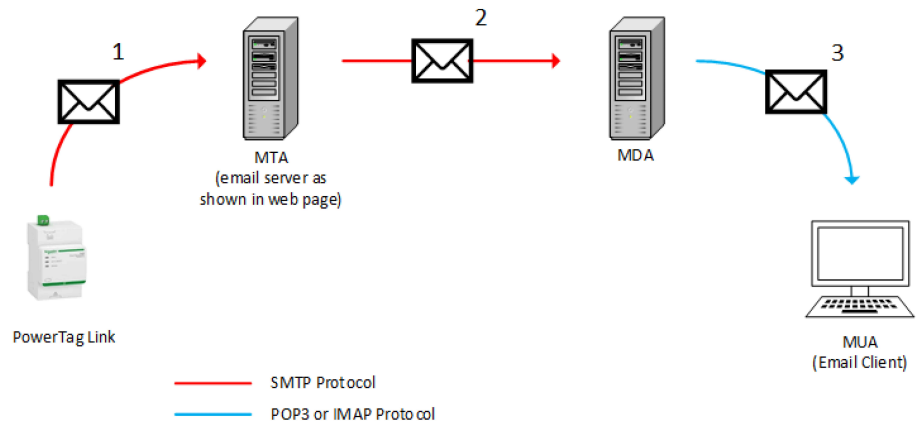 1
2
3
MTA
(email server as
shown in web page)
MDA
PowerTag Link
MUA
(Email Client)
SMTP Protocol
POP3 or IMAP Protocol